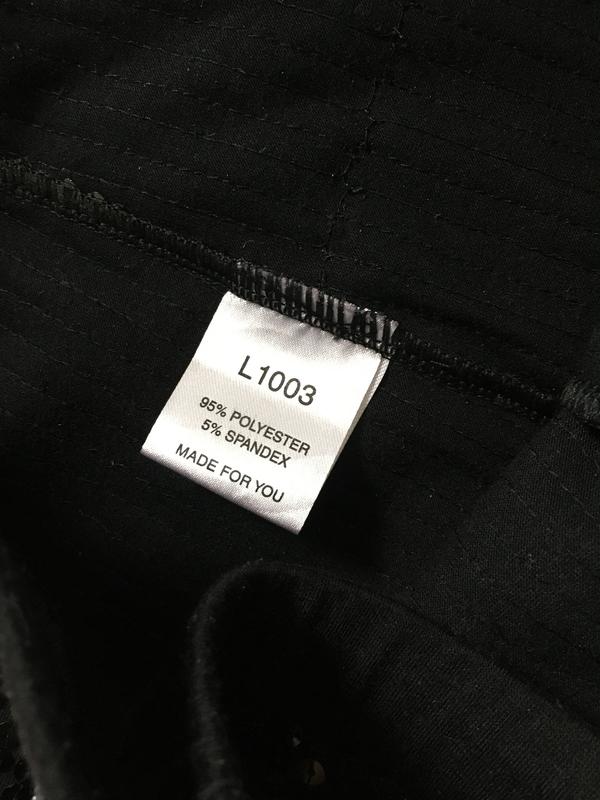 L1003
95% POLYESTER
5% SPANDEX
MADE FOR YOU